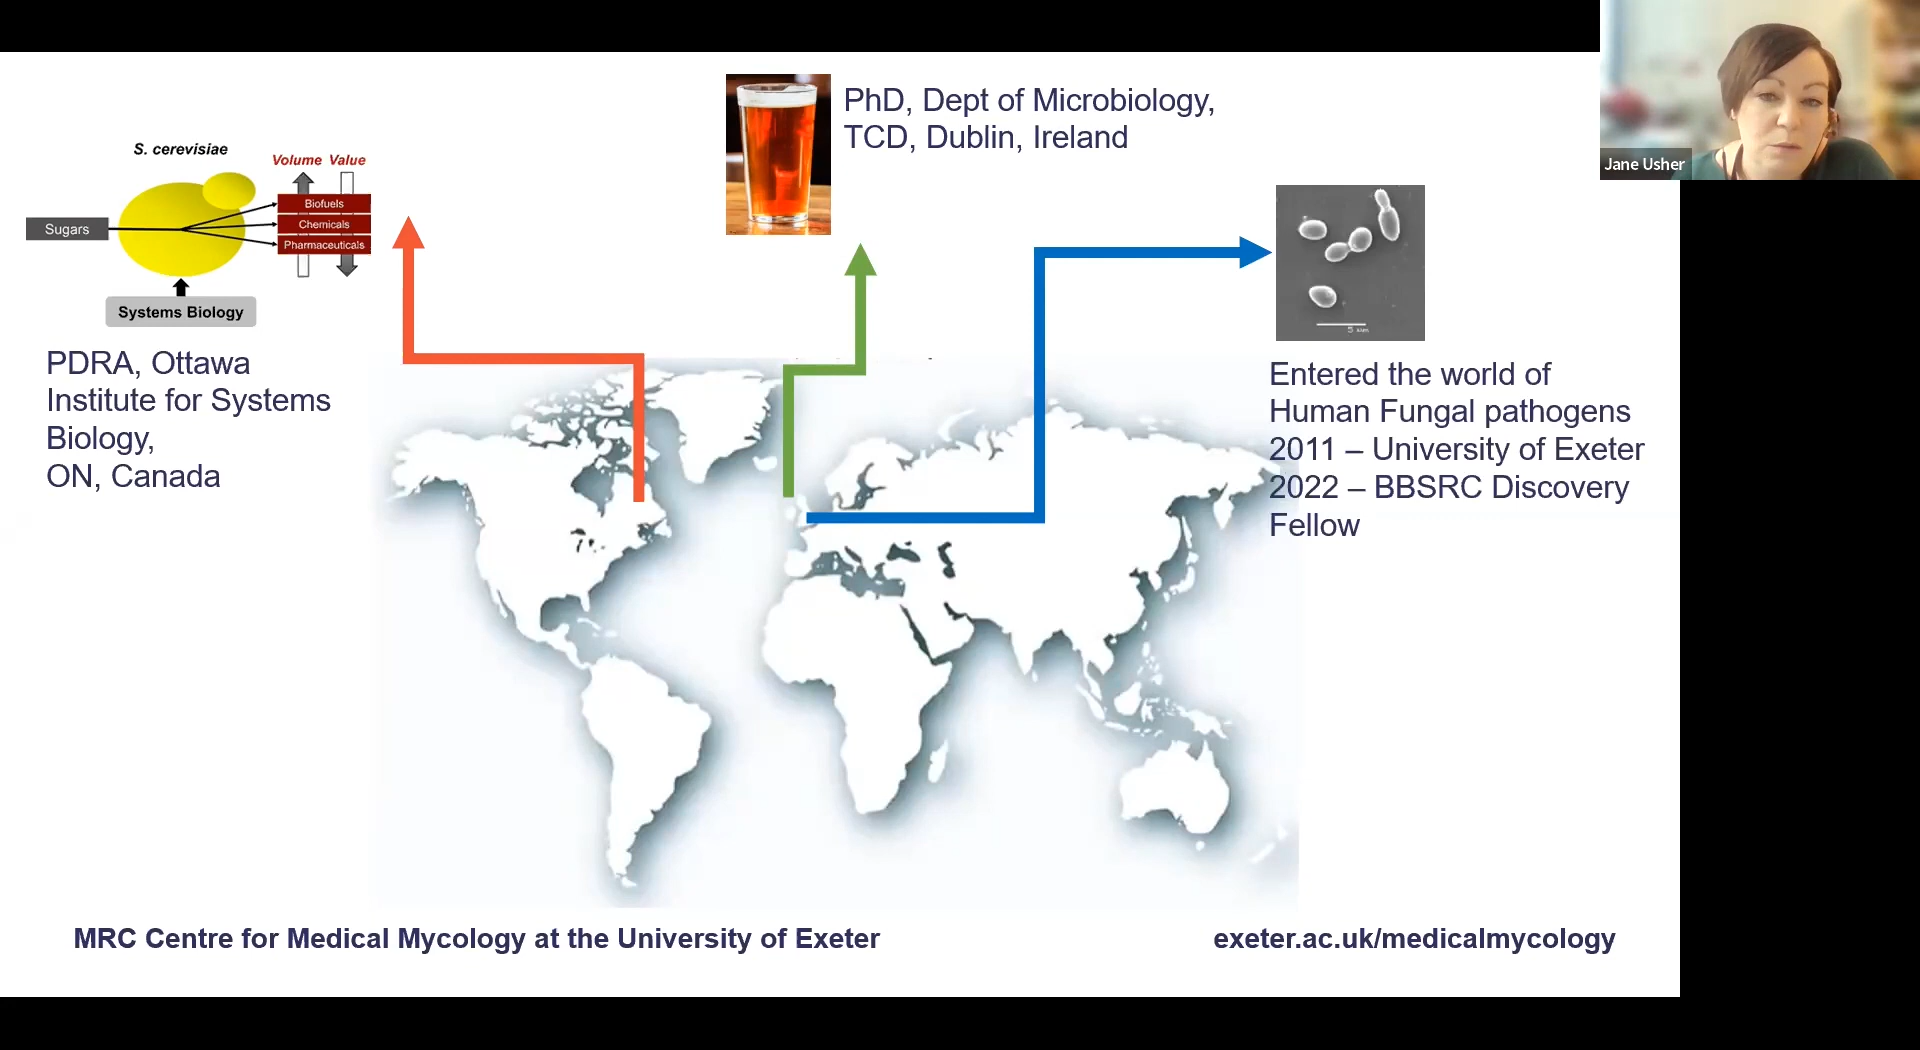 S. cerevisiae
Volume Value
Sugars
Biofuels
Chemicals
Pharmaceuticals
Systems Biology
PDRA, Ottawa
Institute for Systems
Biology,
ON, Canada
PhD, Dept of Microbiology,
TCD, Dublin, Ireland
Jane Usher
Entered the world of
Human Fungal pathogens
2011 – University of Exeter
2022 – BBSRC Discovery
Fellow
MRC Centre for Medical Mycology at the University of Exeter
exeter.ac.uk/medicalmycology